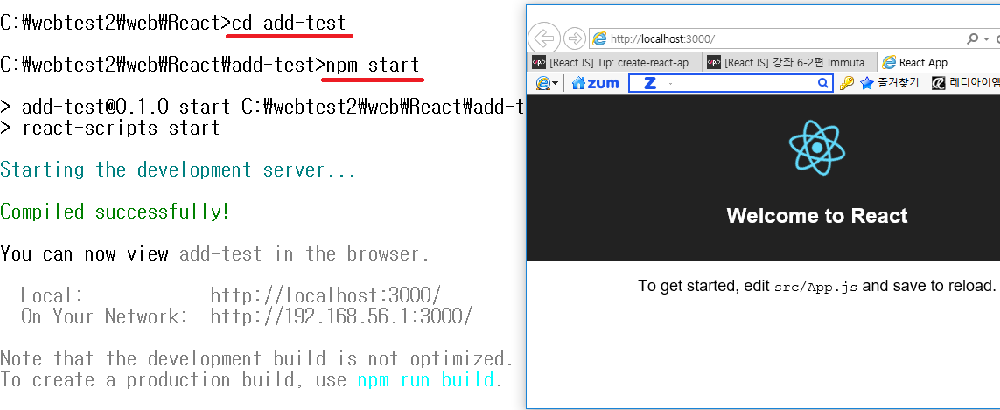 C:₩webtest2₩web₩React>cd add-test
C:₩webtest2₩web₩React₩add-test>npm start
> add-test@0.1.0 start C:₩webtest2₩web₩React₩add-t
> react-scripts start
Starting the development server...
Compiled successfully!
You can now view add-test in the browser.
Local: http://localhost:3000/
On Your Network: http://192.168.56.1:3000/
Note that the development build is not optimized.
To create a production build, use npm run build.
http://localhost:3000/
[React.JS] Tip: create-react-ap...
[React.JS] 강좌 6-2편 Immuta...
React App
zum
Z
즐겨찾기
레디아이엠
Welcome to React
To get started, edit src/App.js and save to reload.